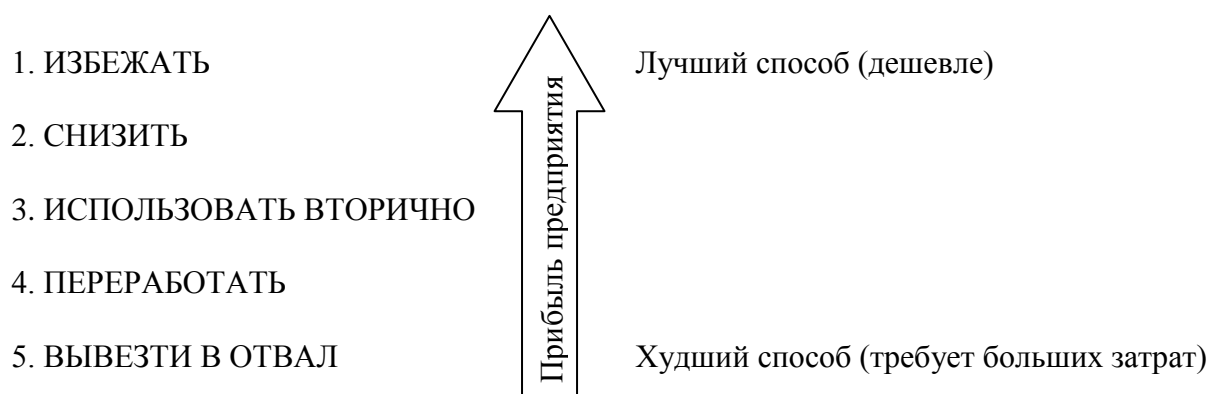 1. ИЗБЕЖАТЬ
Лучший способ (дешевле)
2. СНИЗИТЬ
3. ИСПОЛЬЗОВАТЬ ВТОРИЧНО
4. ПЕРЕРАБОТАТЬ
5. ВЫВЕЗТИ В ОТВАЛ
Худший способ (требует больших затрат)
Прибыль предприятия